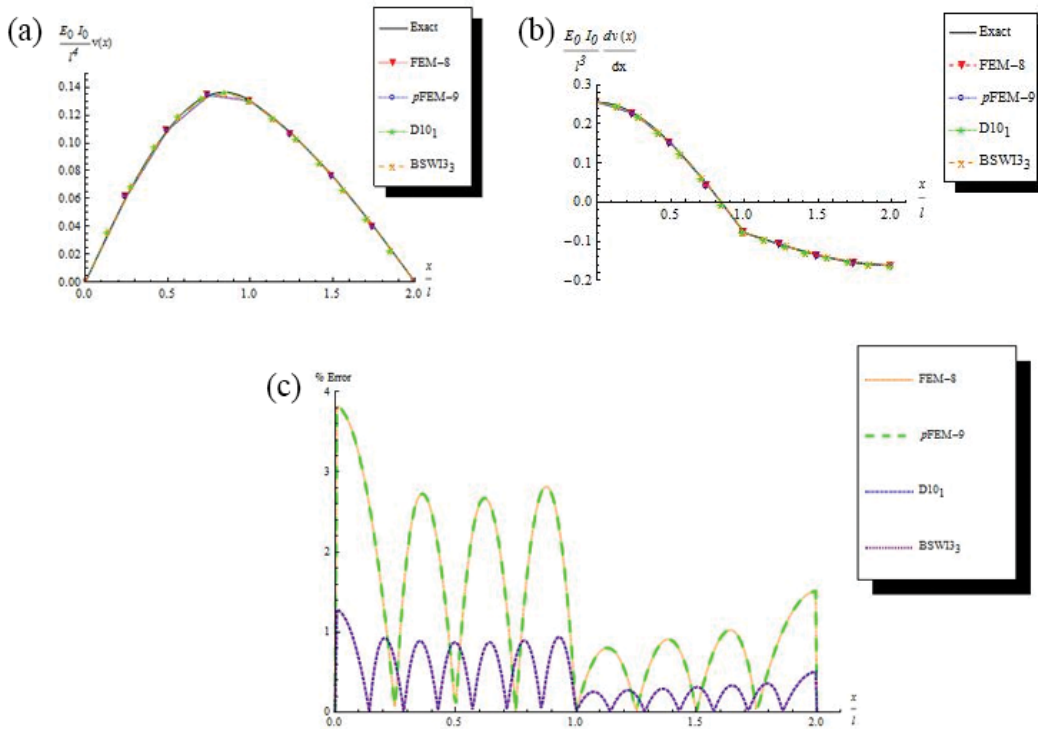 (a)
E0 I0
l^4
v(x)
0.14
0.12
0.10
0.08
0.06
0.04
0.02
0.00
0.0
0.5
1.0
1.5
2.0
x
l
Exact
FEM-8
pFEM-9
D10₁
BSWI3₃
(b)
E0 I0 dv(x)
l^3 dx
0.3
0.2
0.1
0.0
-0.1
-0.2
0.5
1.0
1.5
2.0
x
l
Exact
FEM-8
pFEM-9
D10₁
BSWI3₃
(c)
% Error
4
3
2
1
0
0.0
0.5
1.0
1.5
2.0
x
l
FEM-8
pFEM-9
D10₁
BSWI3₃